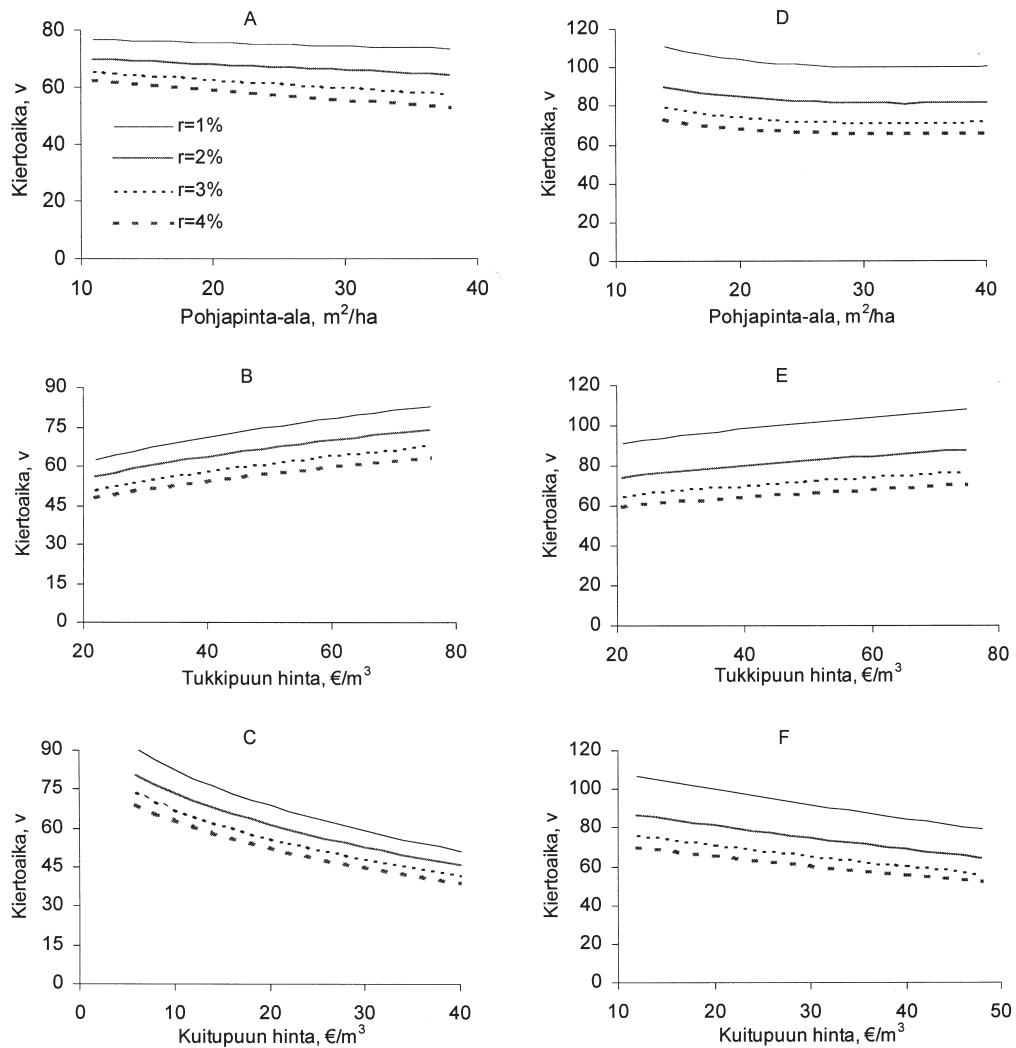 A
80
60
40
20
0
Kiertoaika, v
r=1%
r=2%
r=3%
r=4%
10 20 30 40
Pohjapinta-ala, m²/ha
D
120
100
80
60
40
20
0
Kiertoaika, v
10 20 30 40
Pohjapinta-ala, m²/ha
B
90
75
60
45
30
15
0
Kiertoaika, v
20 40 60 80
Tukkipuun hinta, €/m³
E
120
100
80
60
40
20
0
Kiertoaika, v
20 40 60 80
Tukkipuun hinta, €/m³
C
90
75
60
45
30
15
0
Kiertoaika, v
0 10 20 30 40
Kuitupuun hinta, €/m³
F
120
100
80
60
40
20
0
Kiertoaika, v
10 20 30 40 50
Kuitupuun hinta, €/m³